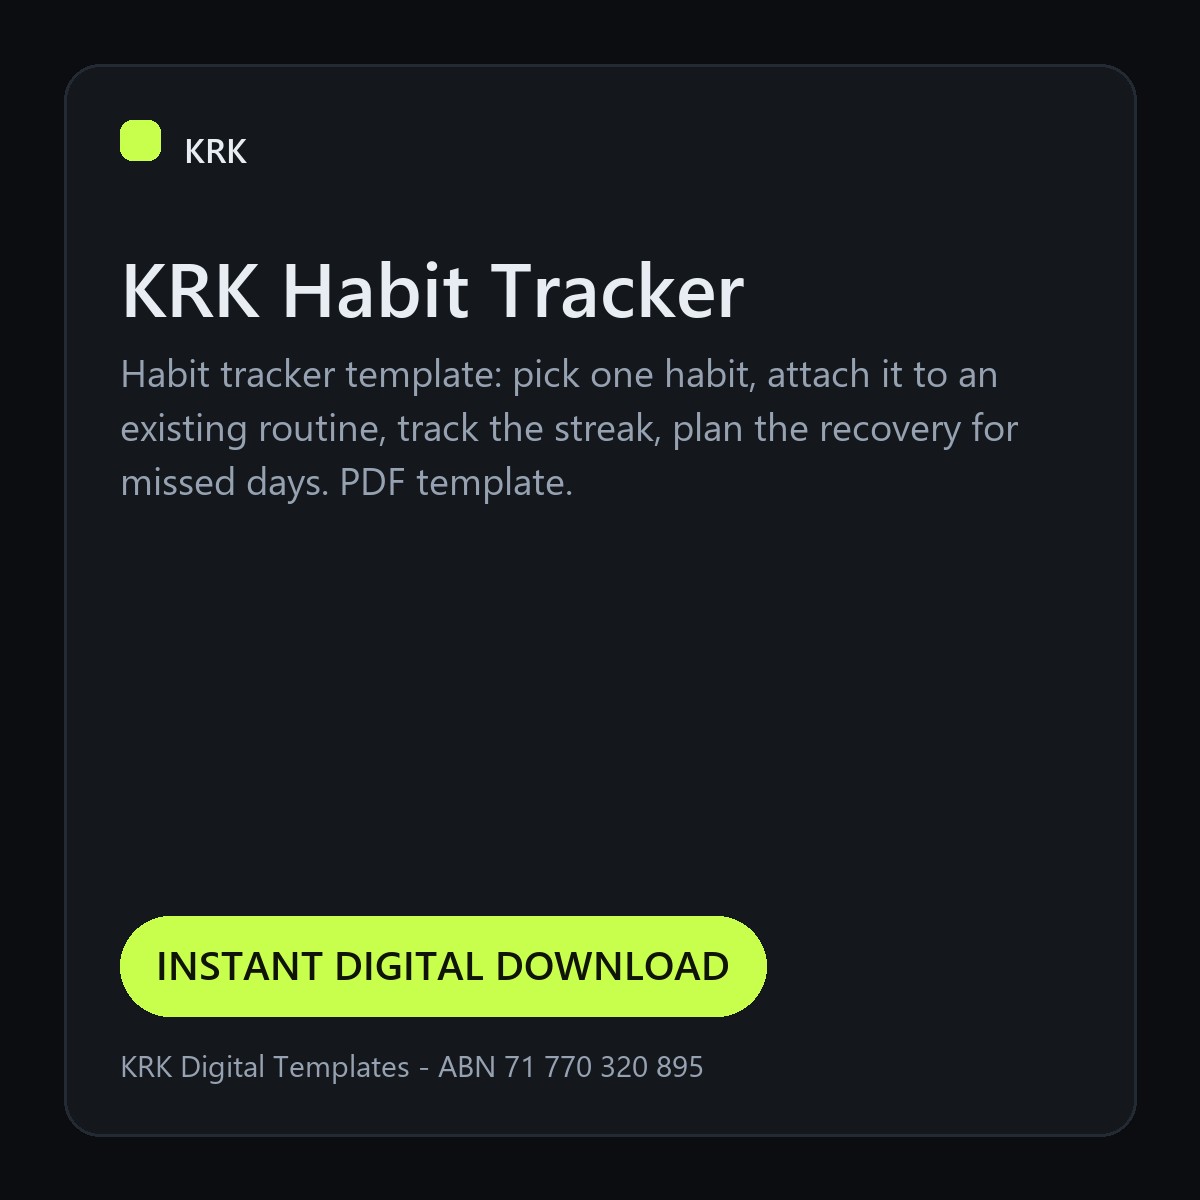 KRK
KRK Habit Tracker
Habit tracker template: pick one habit, attach it to an
existing routine, track the streak, plan the recovery for
missed days. PDF template.
INSTANT DIGITAL DOWNLOAD
KRK Digital Templates - ABN 71 770 320 895